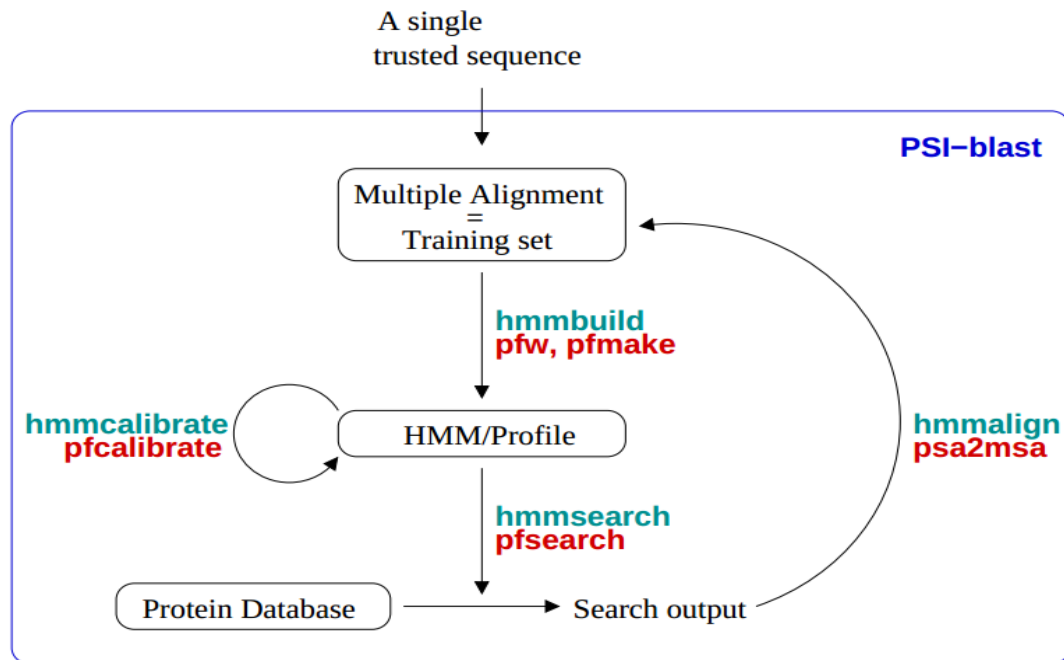 A single
trusted sequence
PSI−blast
Multiple Alignment
=
Training set
hmmbuild
pfw, pfmake
hmmcalibrate
pfcalibrate
HMM/Profile
hmmalign
psa2msa
hmmsearch
pfsearch
Protein Database
Search output